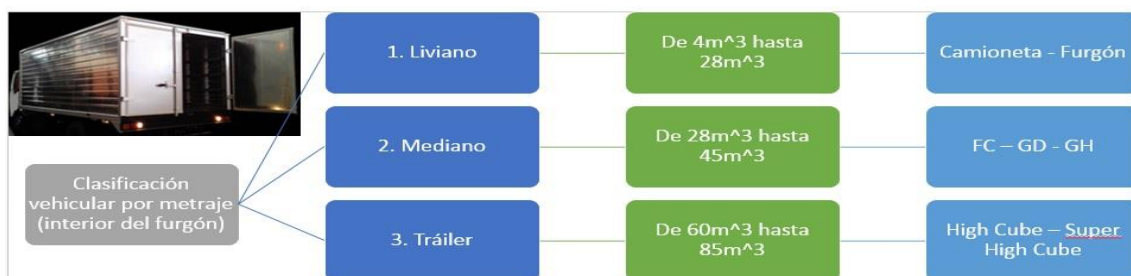 Clasificación
vehicular por metraje
(interior del furgón)
1. Liviano
De 4m^3 hasta
28m^3
Camioneta - Furgón
2. Mediano
De 28m^3 hasta
45m^3
FC – GD - GH
3. Tráiler
De 60m^3 hasta
85m^3
High Cube – Super
High Cube